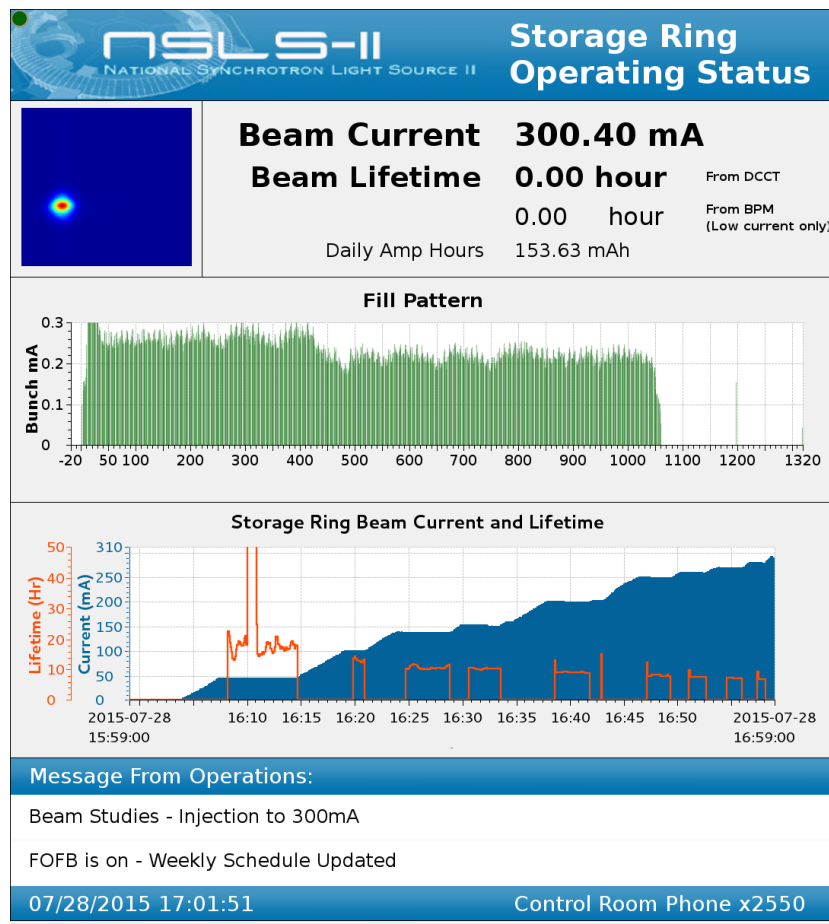 NSLS-II
NATIONAL SYNCHROTRON LIGHT SOURCE II
Storage Ring
Operating Status
Beam Current 300.40 mA
Beam Lifetime 0.00 hour From DCCT
0.00 hour From BPM
(Low current only)
Daily Amp Hours 153.63 mAh
Fill Pattern
Bunch mA
0.3
0.2
0.1
0
-20 50 100 200 300 400 500 600 700 800 900 1000 1100 1200 1320
Storage Ring Beam Current and Lifetime
Lifetime (Hr)
50
40
30
20
10
0
Current (mA)
310
250
200
150
100
50
0
2015-07-28 16:10 16:15 16:20 16:25 16:30 16:35 16:40 16:45 16:50 2015-07-28
15:59:00 16:59:00
Message From Operations:
Beam Studies - Injection to 300mA
FOFB is on - Weekly Schedule Updated
07/28/2015 17:01:51 Control Room Phone x2550